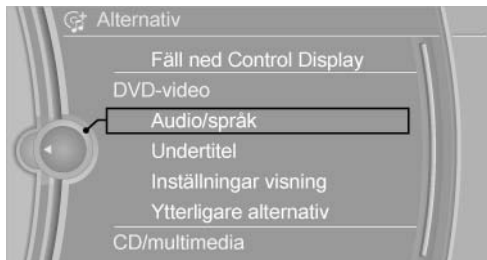 Alternativ
Fäll ned Control Display
DVD-video
Audio/språk
Undertitel
Inställningar visning
Ytterligare alternativ
CD/multimedia